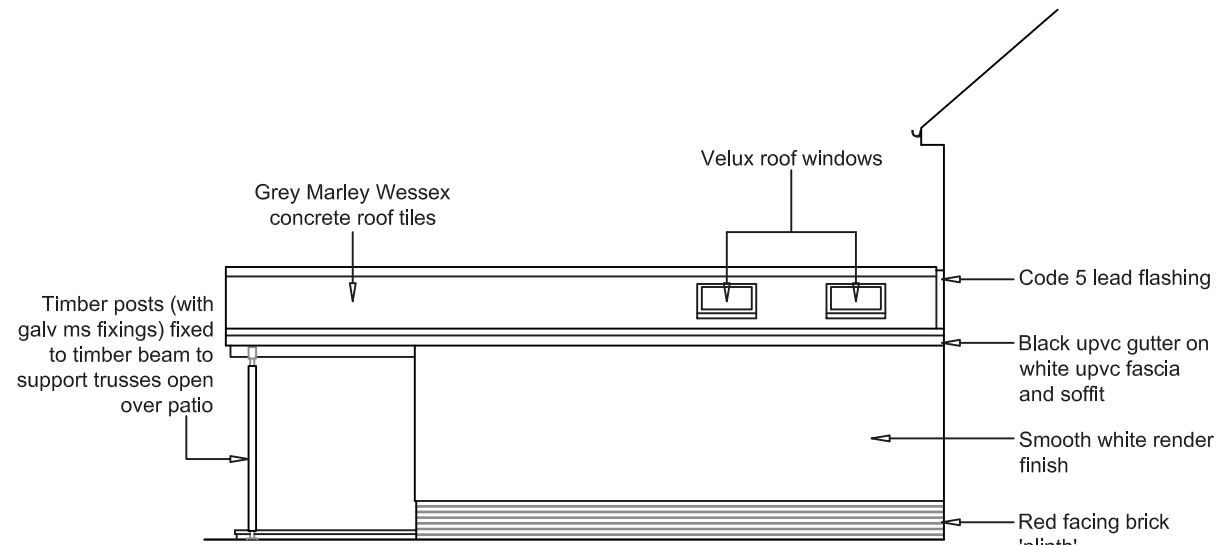 Velux roof windows
Grey Marley Wessex
concrete roof tiles
Code 5 lead flashing
Timber posts (with
galv ms fixings) fixed
to timber beam to
support trusses open
over patio
Black upvc gutter on
white upvc fascia
and soffit
Smooth white render
finish
Red facing brick
'plinth'